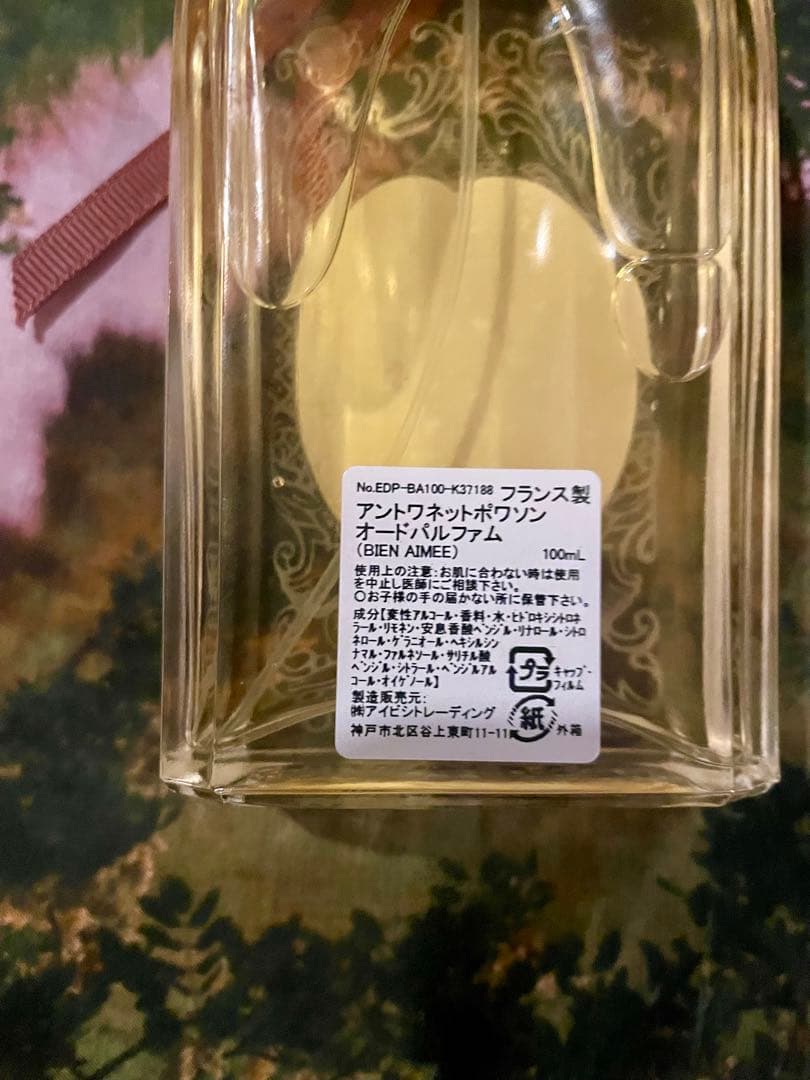 No.EDP-BA100-K37188 フランス製
アントワネットポワソン
オードパルファム
(BIEN AIMEE) 100mL
使用上の注意:お肌に合わない時は使用
を中止し医師にご相談下さい。
○お子様の手の届かない所に保管下さい。
成分【変性アルコール・香料・水・ヒドロキシシトロネ
ラール・リモネン・安息香酸ベンジル・リナロール・シトロ
ネロール・ゲラニオール・ヘキシルシン
ナマル・ファルネソール・サリチル酸
ベンジル・シトラール・ベンジルアル
コール・オイゲノール】
プラ キャップ・
フィルム
製造販売元:
㈱アイビシトレーディング
紙 外箱
神戸市北区谷上東町11-11